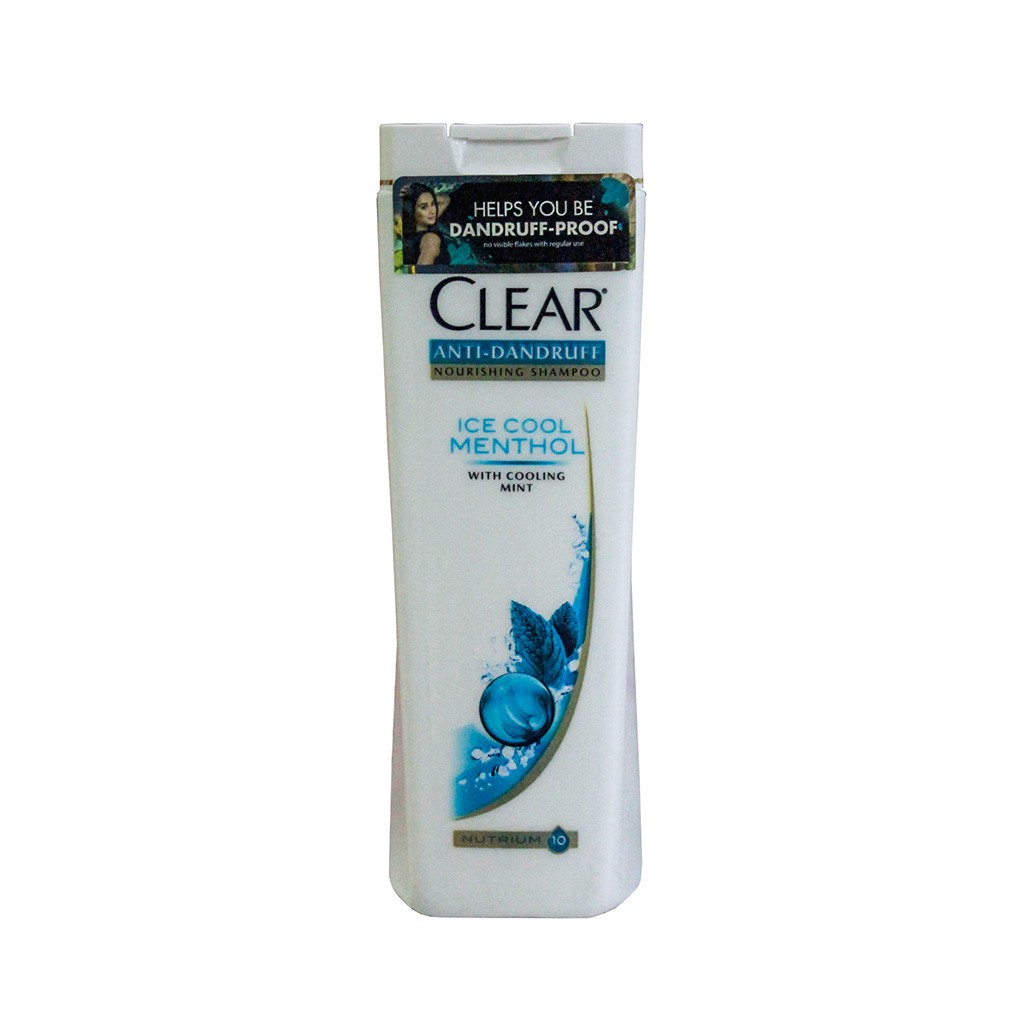 HELPS YOU BE
DANDRUFF-PROOF
no visible flakes with regular use
CLEAR®
ANTI-DANDRUFF
NOURISHING SHAMPOO
ICE COOL
MENTHOL
WITH COOLING
MINT
NUTRIUM 10